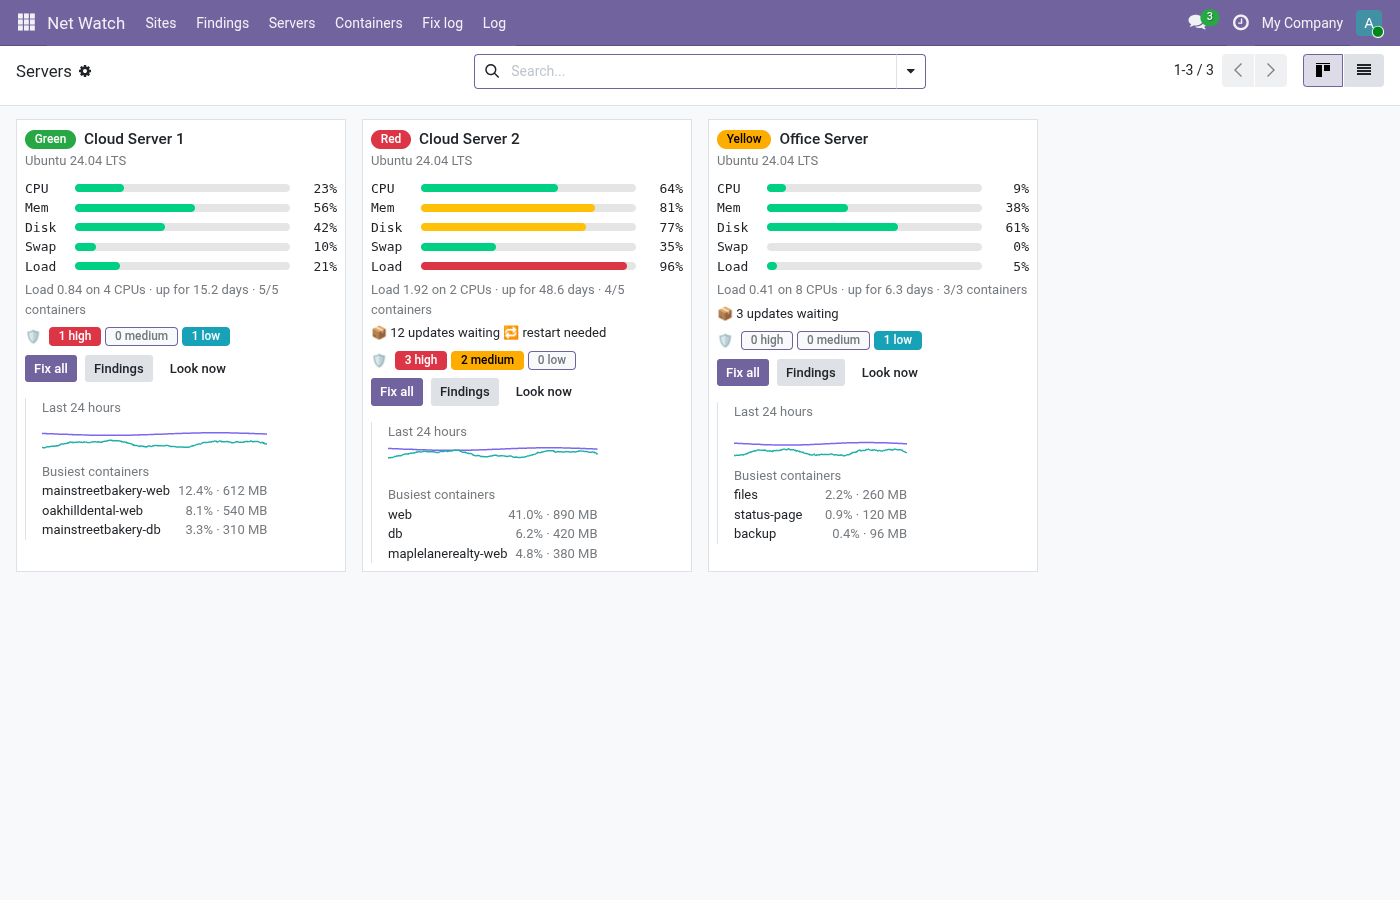 Net Watch Sites Findings Servers Containers Fix log Log 3 My Company A
Servers Search... 1-3 / 3
Green Cloud Server 1
Ubuntu 24.04 LTS
CPU 23%
Mem 56%
Disk 42%
Swap 10%
Load 21%
Load 0.84 on 4 CPUs · up for 15.2 days · 5/5
containers
1 high 0 medium 1 low
Fix all Findings Look now
Last 24 hours
Busiest containers
mainstreetbakery-web 12.4% · 612 MB
oakhilldental-web 8.1% · 540 MB
mainstreetbakery-db 3.3% · 310 MB
Red Cloud Server 2
Ubuntu 24.04 LTS
CPU 64%
Mem 81%
Disk 77%
Swap 35%
Load 96%
Load 1.92 on 2 CPUs · up for 48.6 days · 4/5
containers
📦 12 updates waiting 🔁 restart needed
3 high 2 medium 0 low
Fix all Findings Look now
Last 24 hours
Busiest containers
web 41.0% · 890 MB
db 6.2% · 420 MB
maplelanerealty-web 4.8% · 380 MB
Yellow Office Server
Ubuntu 24.04 LTS
CPU 9%
Mem 38%
Disk 61%
Swap 0%
Load 5%
Load 0.41 on 8 CPUs · up for 6.3 days · 3/3 containers
📦 3 updates waiting
0 high 0 medium 1 low
Fix all Findings Look now
Last 24 hours
Busiest containers
files 2.2% · 260 MB
status-page 0.9% · 120 MB
backup 0.4% · 96 MB